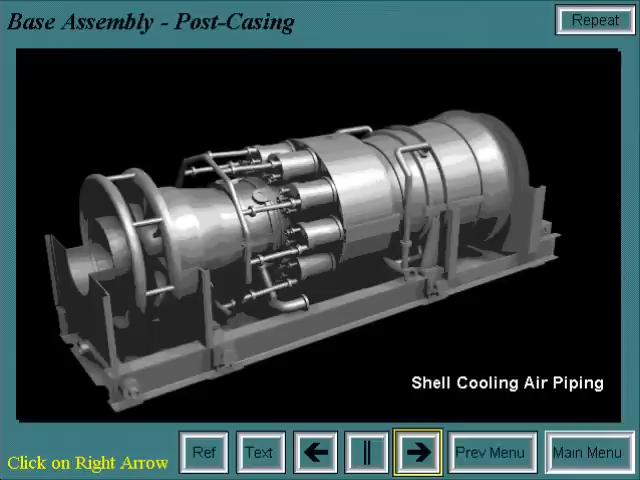 Base Assembly - Post-Casing
Repeat
Shell Cooling Air Piping
Click on Right Arrow
Ref
Text
Prev Menu
Main Menu